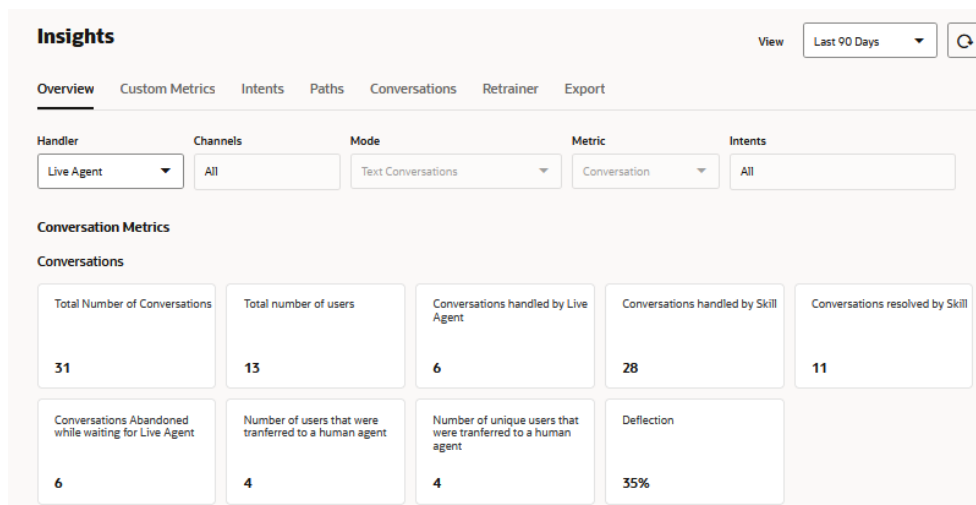 Insights
View
Last 90 Days
Overview Custom Metrics Intents Paths Conversations Retrainer Export
Handler Channels Mode Metric Intents
Live Agent All Text Conversations Conversation All
Conversation Metrics
Conversations
Total Number of Conversations
31
Total number of users
13
Conversations handled by Live
Agent
6
Conversations handled by Skill
28
Conversations resolved by Skill
11
Conversations Abandoned
while waiting for Live Agent
6
Number of users that were
tranferred to a human agent
4
Number of unique users that
were tranferred to a human
agent
4
Deflection
35%